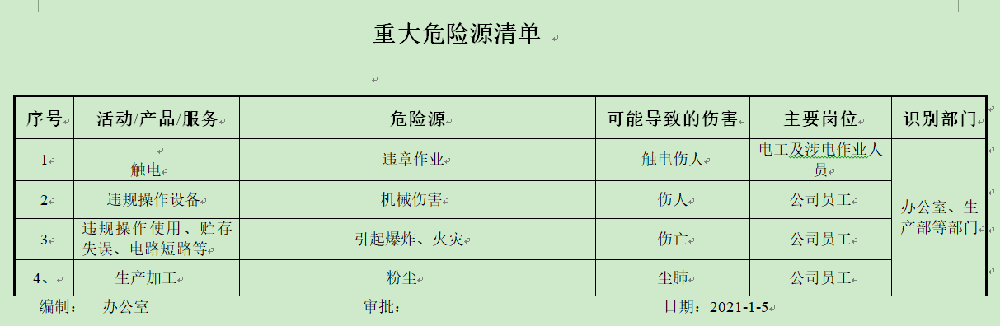 重大危险源清单
序号 活动/产品/服务 危险源 可能导致的伤害 主要岗位 识别部门
1 触电 违章作业 触电伤人 电工及涉电作业人
员
2 违规操作设备 机械伤害 伤人 公司员工
办公室、生
产部等部门
3 违规操作使用、贮存
失误、电路短路等 引起爆炸、火灾 伤亡 公司员工
4、 生产加工 粉尘 尘肺 公司员工
编制： 办公室 审批： 日期：2021-1-5